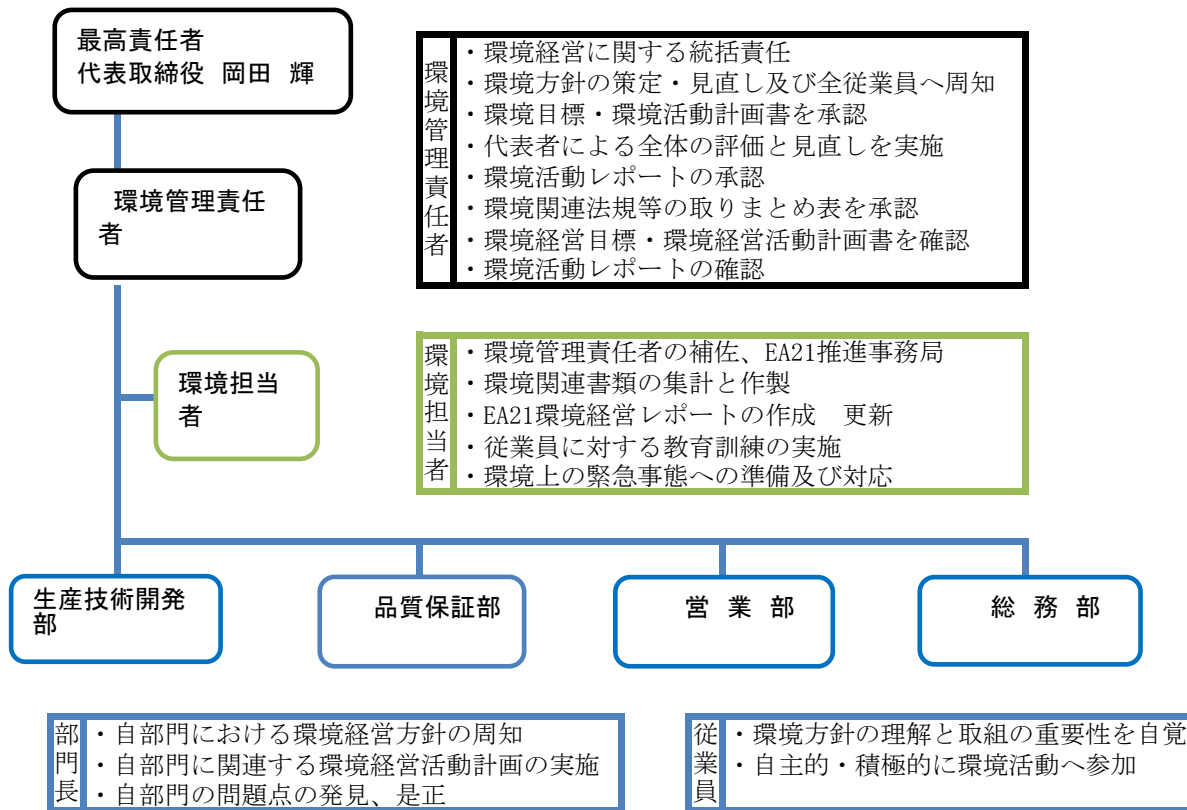 最高責任者
代表取締役 岡田 輝
環境管理責任
者
環境管理責任者
・環境経営に関する統括責任
・環境方針の策定・見直し及び全従業員へ周知
・環境目標・環境活動計画書を承認
・代表者による全体の評価と見直しを実施
・環境活動レポートの承認
・環境関連法規等の取りまとめ表を承認
・環境経営目標・環境経営活動計画書を確認
・環境活動レポートの確認
環境担当
者
環境担当者
・環境管理責任者の補佐、EA21推進事務局
・環境関連書類の集計と作製
・EA21環境経営レポートの作成 更新
・従業員に対する教育訓練の実施
・環境上の緊急事態への準備及び対応
生産技術開発
部
品質保証部
営 業 部
総 務 部
部門長
・自部門における環境経営方針の周知
・自部門に関連する環境経営活動計画の実施
・自部門の問題点の発見、是正
従業員
・環境方針の理解と取組の重要性を自覚
・自主的・積極的に環境活動へ参加